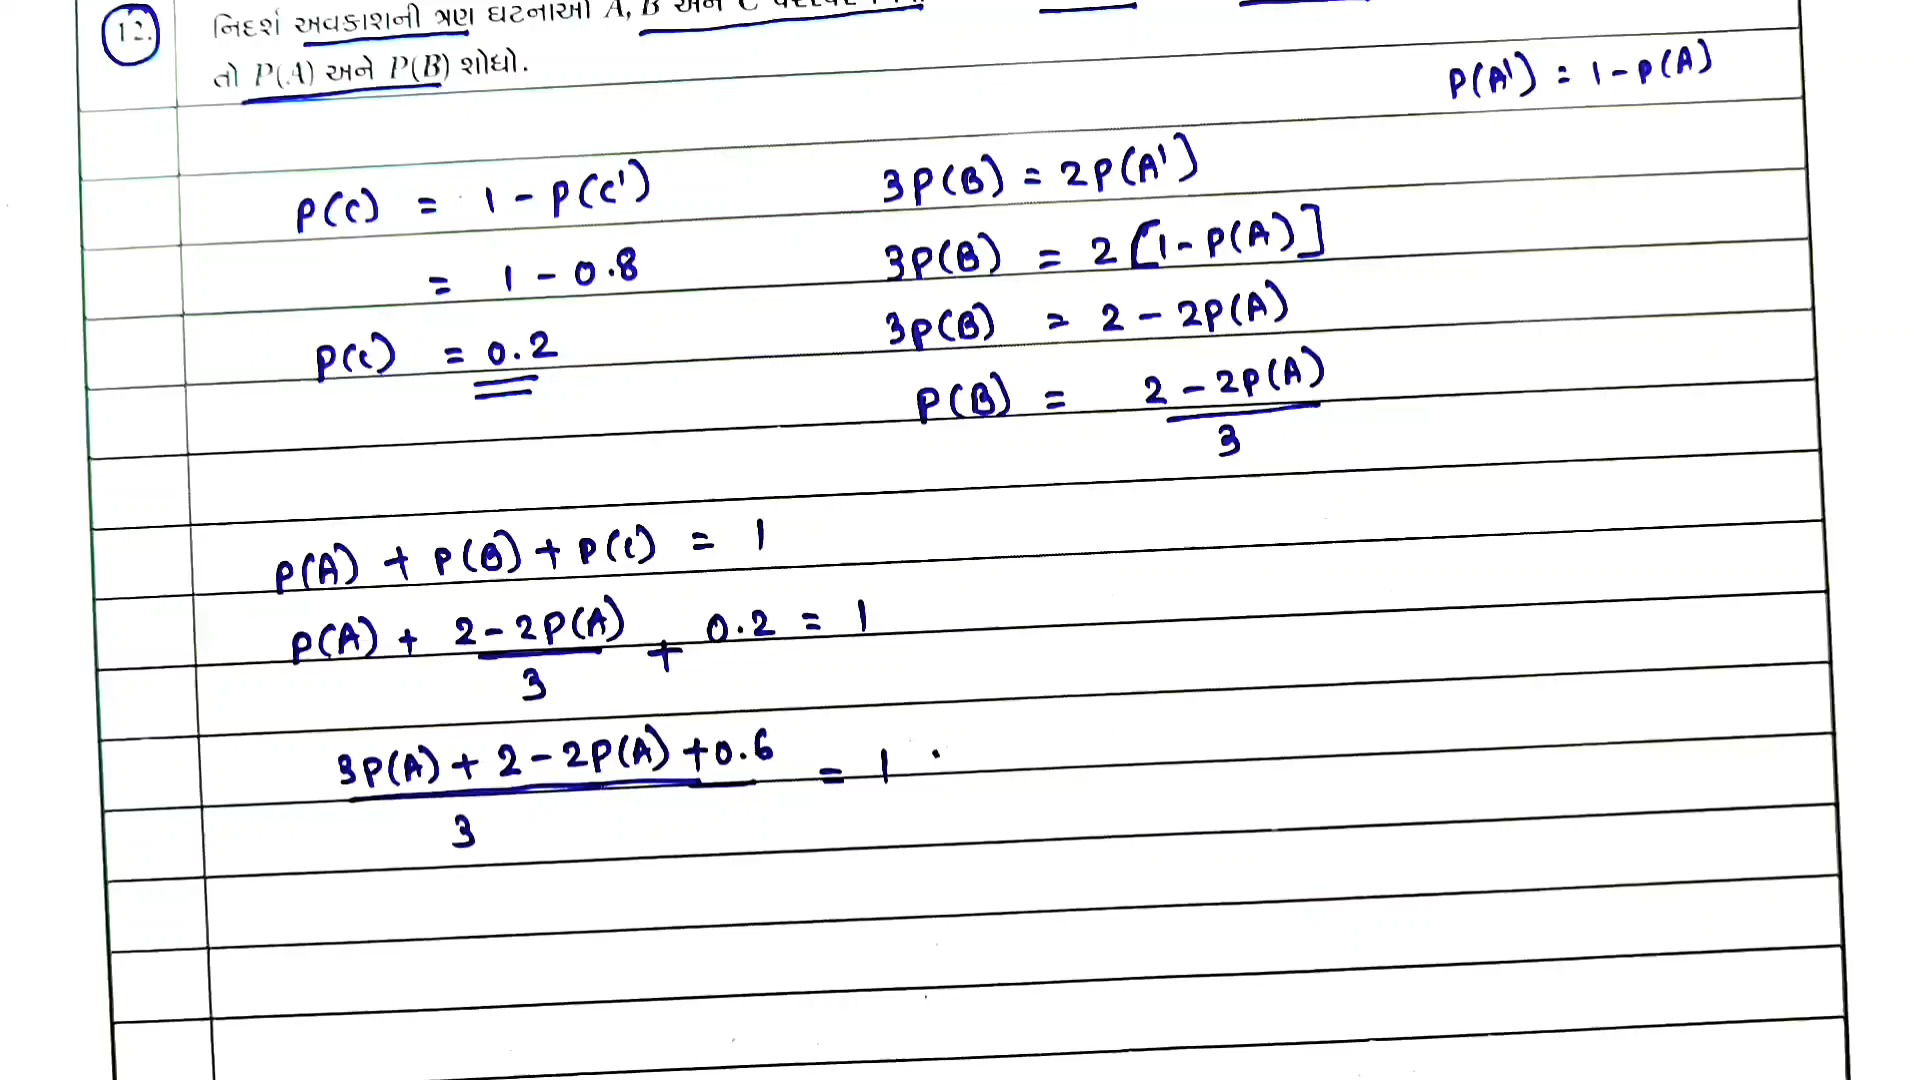 12. નિદર્શ અવકાશની ત્રણ ઘટનાઓ A, B અને C
તો P(A) અને P(B) શોધો.
P(A') = 1 - P(A)
P(C) = 1 - P(C')
= 1 - 0.8
P(C) = 0.2
3P(B) = 2P(A')
3P(B) = 2 [1 - P(A)]
3P(B) = 2 - 2P(A)
P(B) = 2 - 2P(A)
3
P(A) + P(B) + P(C) = 1
P(A) + 2 - 2P(A) + 0.2 = 1
3
3P(A) + 2 - 2P(A) + 0.6 = 1
3